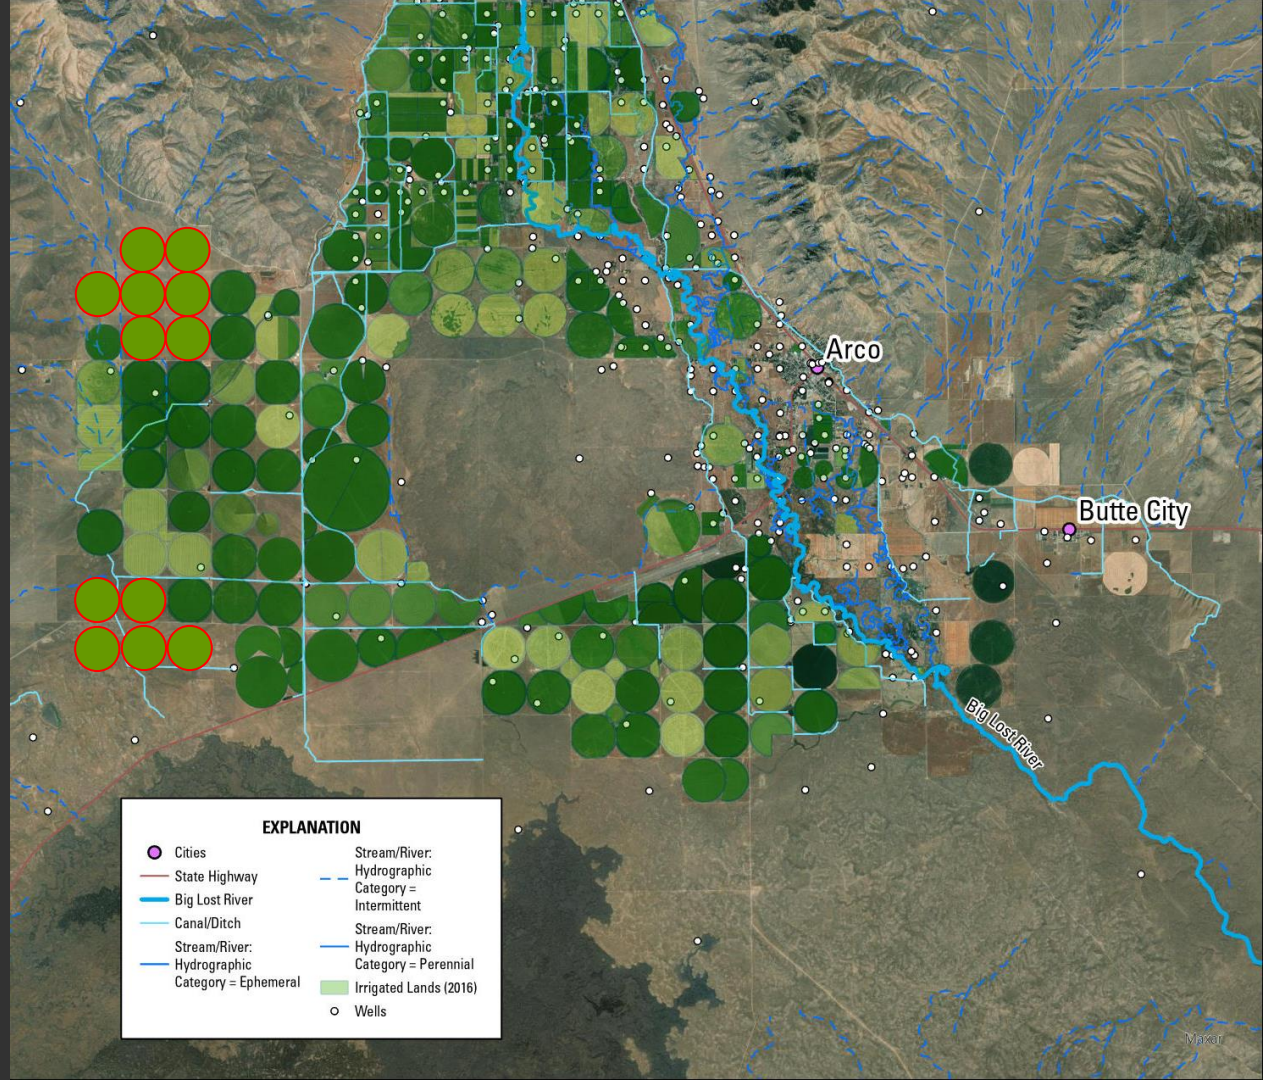 Arco
Butte City
Big Lost River
EXPLANATION
Cities
State Highway
Big Lost River
Canal/Ditch
Stream/River:
Hydrographic
Category = Ephemeral
Stream/River:
Hydrographic
Category =
Intermittent
Stream/River:
Hydrographic
Category = Perennial
Irrigated Lands (2016)
Wells
Maxar